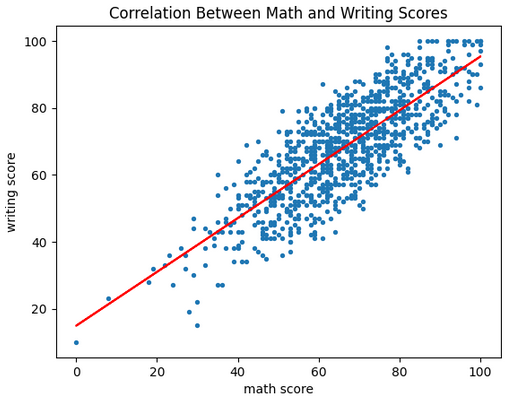 Correlation Between Math and Writing Scores
100
80
60
40
20
writing score
0 20 40 60 80 100
math score